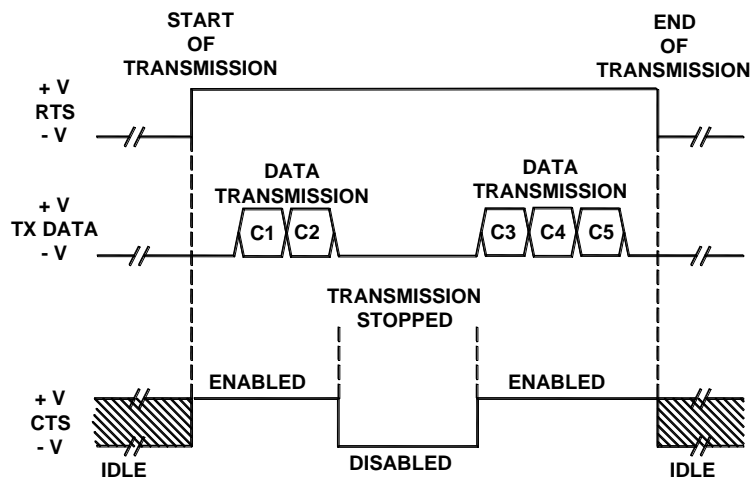 START
OF
TRANSMISSION
END
OF
TRANSMISSION
+ V
RTS
- V
DATA
TRANSMISSION
DATA
TRANSMISSION
+ V
TX DATA
- V
C1
C2
C3
C4
C5
TRANSMISSION
STOPPED
ENABLED
ENABLED
+ V
CTS
- V
IDLE
DISABLED
IDLE